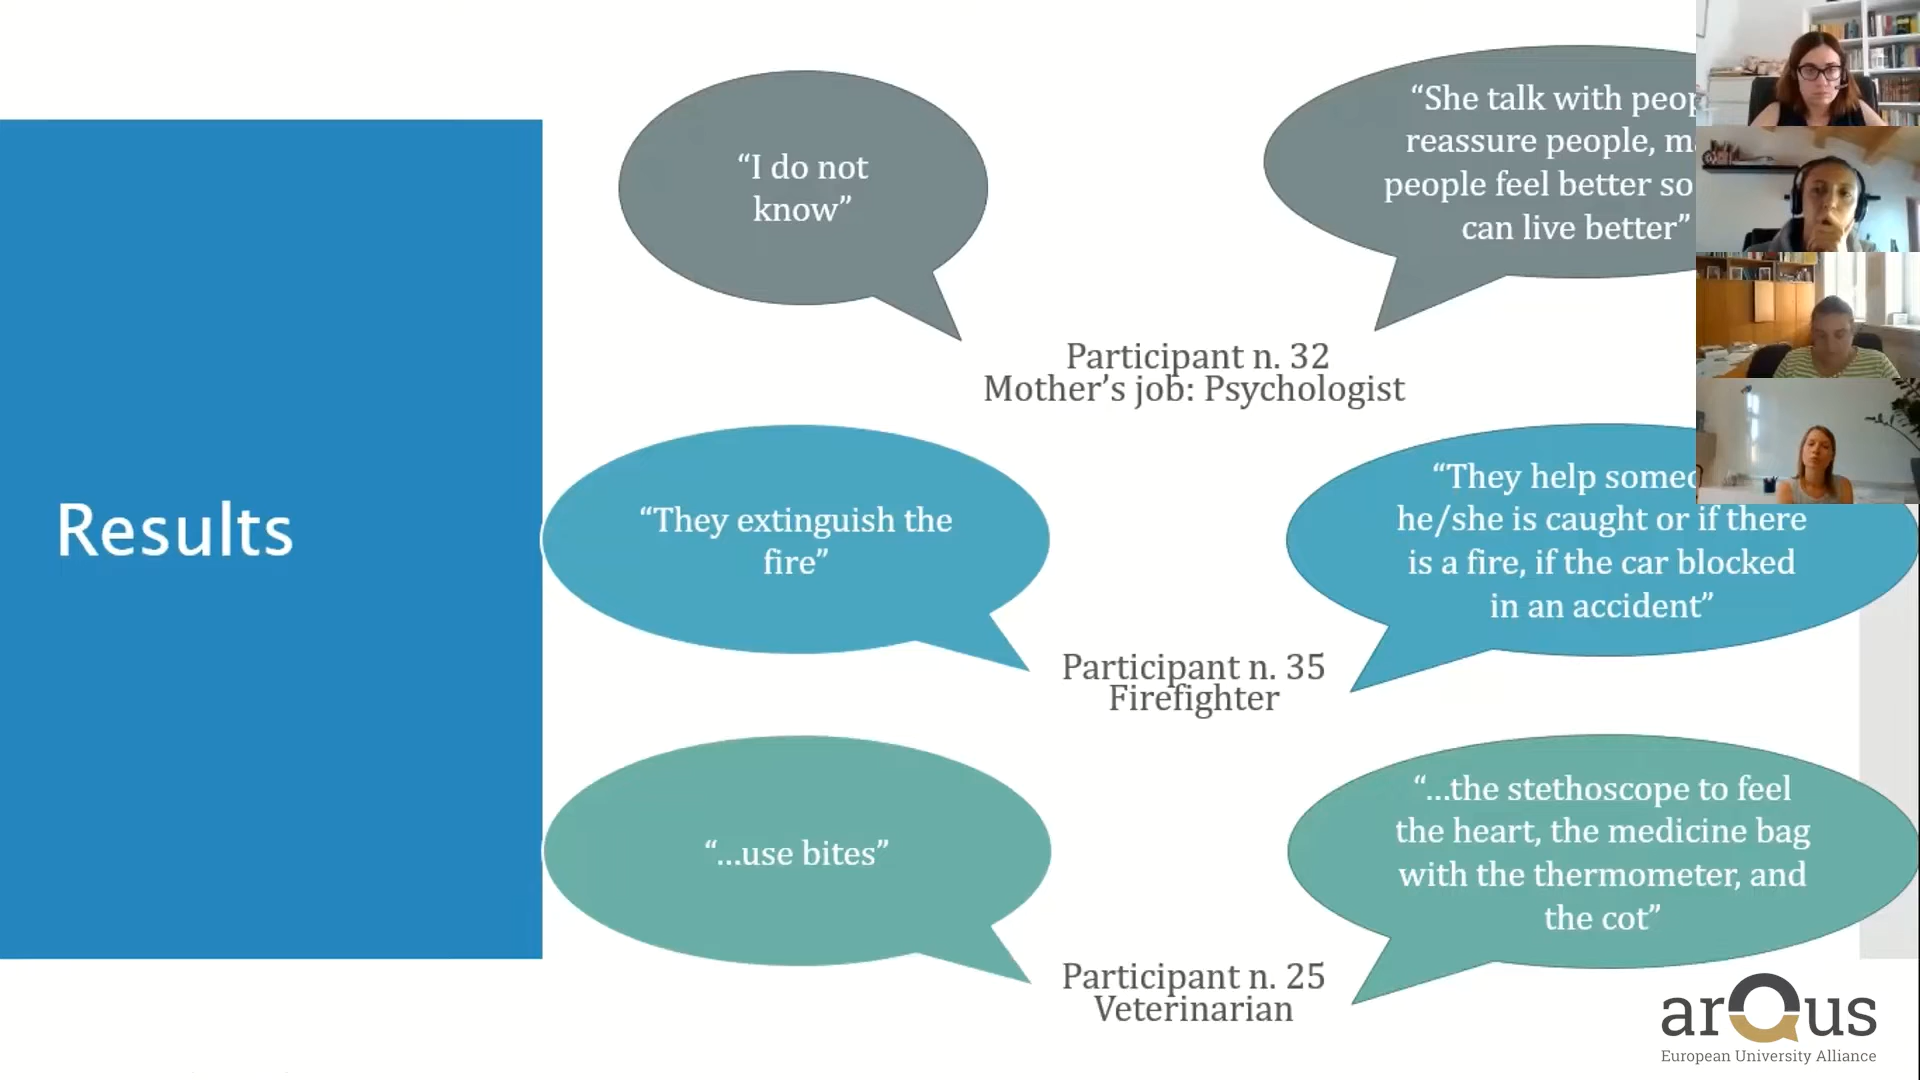 Results
“I do not
know”
“She talk with
reassure people,
people feel better so
can live better”
Participant n. 32
Mother’s job: Psychologist
“They extinguish the
fire”
“They help
he/she is caught or if there
is a fire, if the car blocked
in an accident”
Participant n. 35
Firefighter
“...use bites”
“...the stethoscope to feel
the heart, the medicine bag
with the thermometer, and
the cot”
Participant n. 25
Veterinarian
arQus
European University Alliance